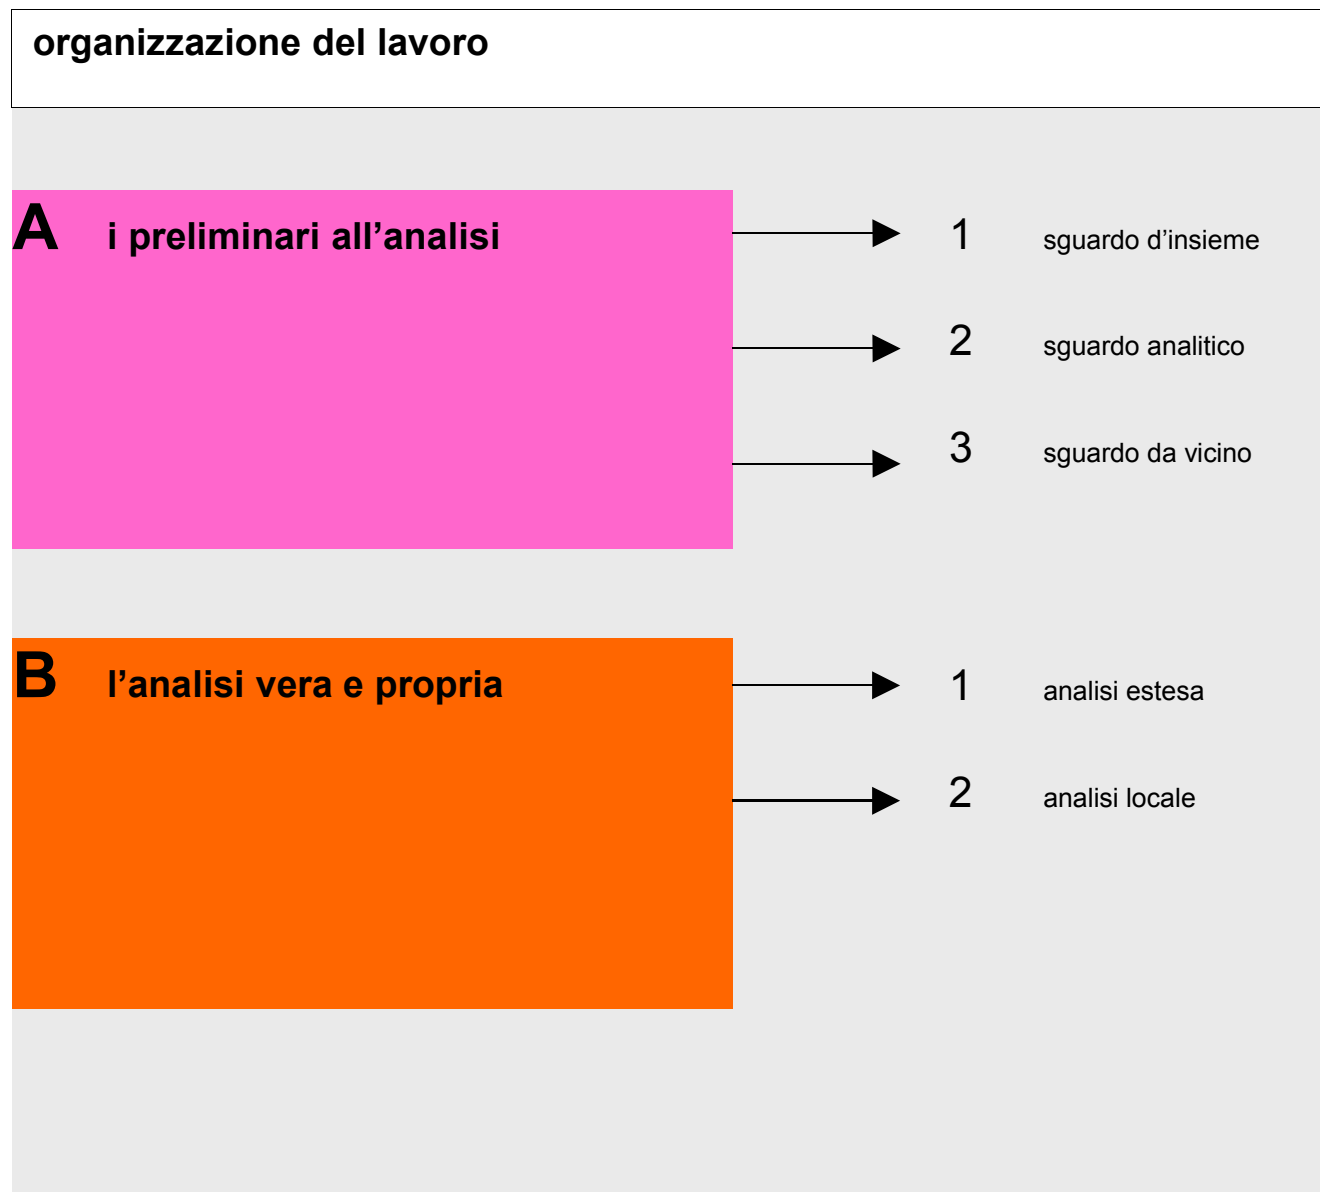 organizzazione del lavoro
A i preliminari all’analisi
1 sguardo d’insieme
2 sguardo analitico
3 sguardo da vicino
B l’analisi vera e propria
1 analisi estesa
2 analisi locale